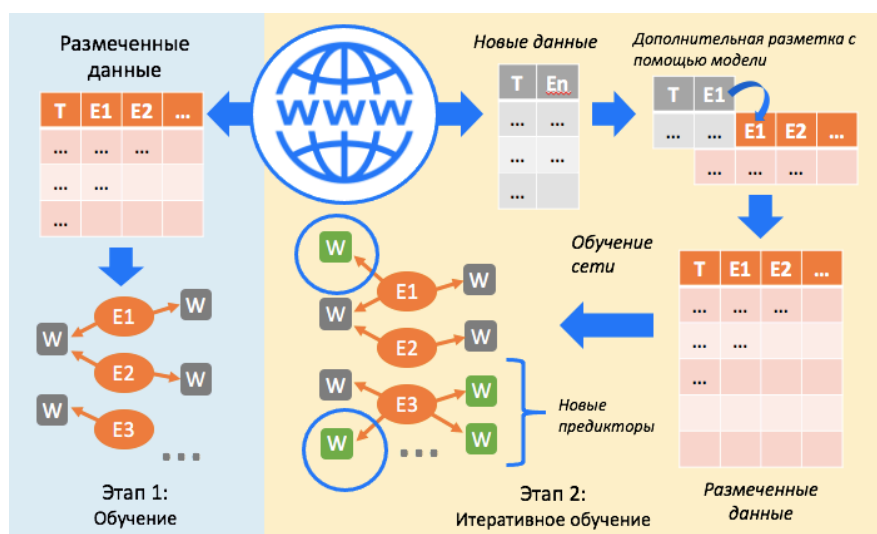 Размеченные
данные
T E1 E2 ...
... ... ...
... ...
...
E1
W
W
E2
W
W
E3
...
Этап 1:
Обучение
WWW
Новые данные
T En
... ...
... ...
...
Дополнительная разметка с
помощью модели
T E1
... ... E1 E2 ...
... ... ...
Обучение
сети
T E1 E2 ...
... ... ...
... ...
...
Размеченные
данные
W
E1
W
W
E2
W
W
E3
W
W
W
...
Новые
предикторы
Этап 2:
Итеративное обучение